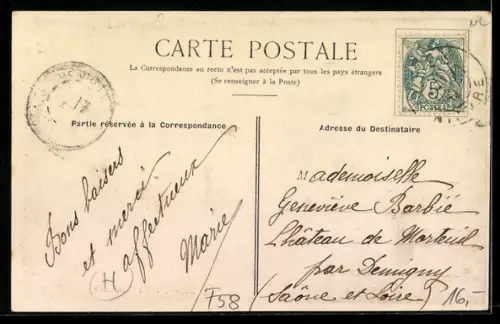 CARTE POSTALE
La Correspondance au recto n'est pas acceptée par tous les pays étrangers
(Se renseigner à la Poste)
Partie réservée à la Correspondance
Adresse du Destinataire
5
POSTES
Bons baisers
et merci
affectueux
Marie
Mademoiselle
Geneviève Barbié
Château de Morteuil
par Demigny
(Saône et Loire)
H
F58
16,-